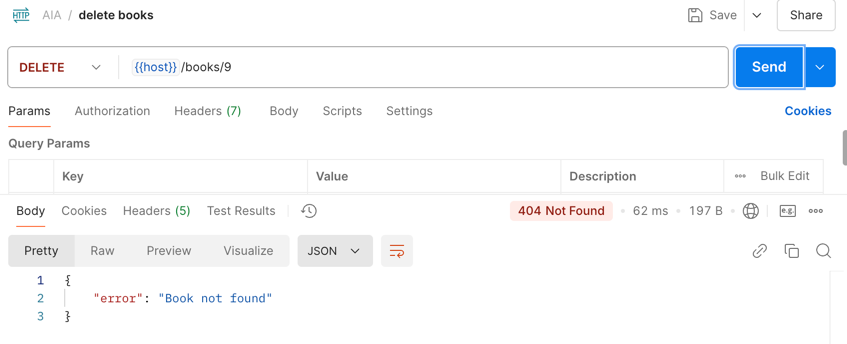 HTTP AIA / delete books Save Share
DELETE {{host}} /books/9 Send
Params Authorization Headers (7) Body Scripts Settings Cookies
Query Params
Key Value Description Bulk Edit
Body Cookies Headers (5) Test Results 404 Not Found 62 ms 197 B e.g.
Pretty Raw Preview Visualize JSON
1 {
2 "error": "Book not found"
3 }